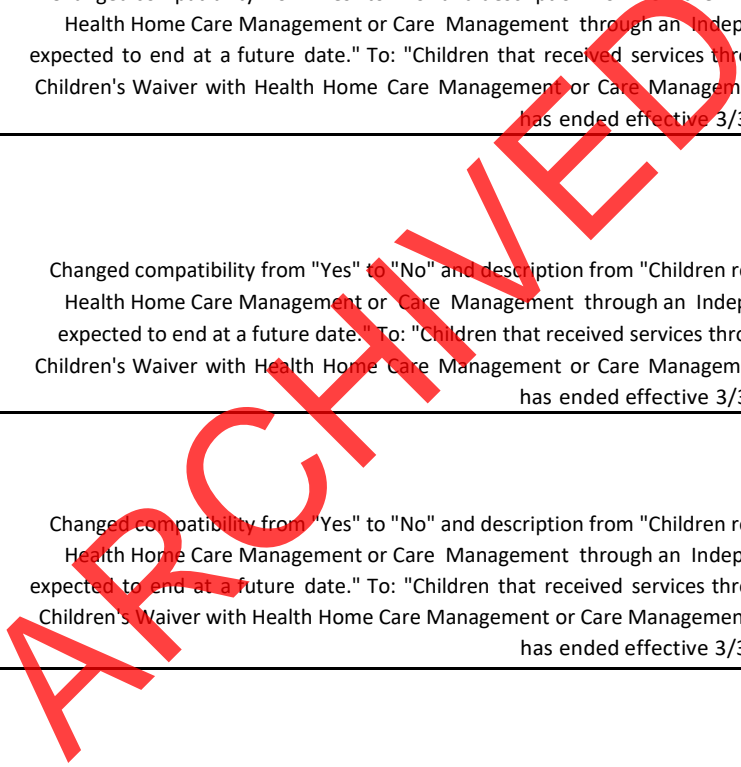 Health Home Care Management or Care Management through an Indep
expected to end at a future date." To: "Children that received services thr
Children's Waiver with Health Home Care Management or Care Managem
has ended effective 3/3
Changed compatibility from "Yes" to "No" and description from "Children r
Health Home Care Management or Care Management through an Indep
expected to end at a future date." To: "Children that received services thro
Children's Waiver with Health Home Care Management or Care Managem
has ended effective 3/3
Changed compatibility from "Yes" to "No" and description from "Children r
Health Home Care Management or Care Management through an Indep
expected to end at a future date." To: "Children that received services thr
Children's Waiver with Health Home Care Management or Care Managemen
has ended effective 3/3
ARCHIVED